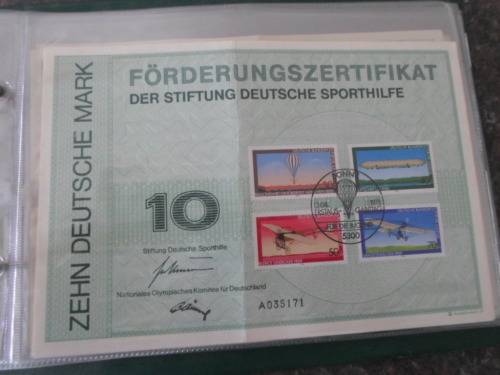 ZEHN DEUTSCHE MARK
FÖRDERUNGSZERTIFIKAT
DER STIFTUNG DEUTSCHE SPORTHILFE
10
Stiftung Deutsche Sporthilfe
Nationales Olympisches Komitee für Deutschland
A035171
BONN
5300
50